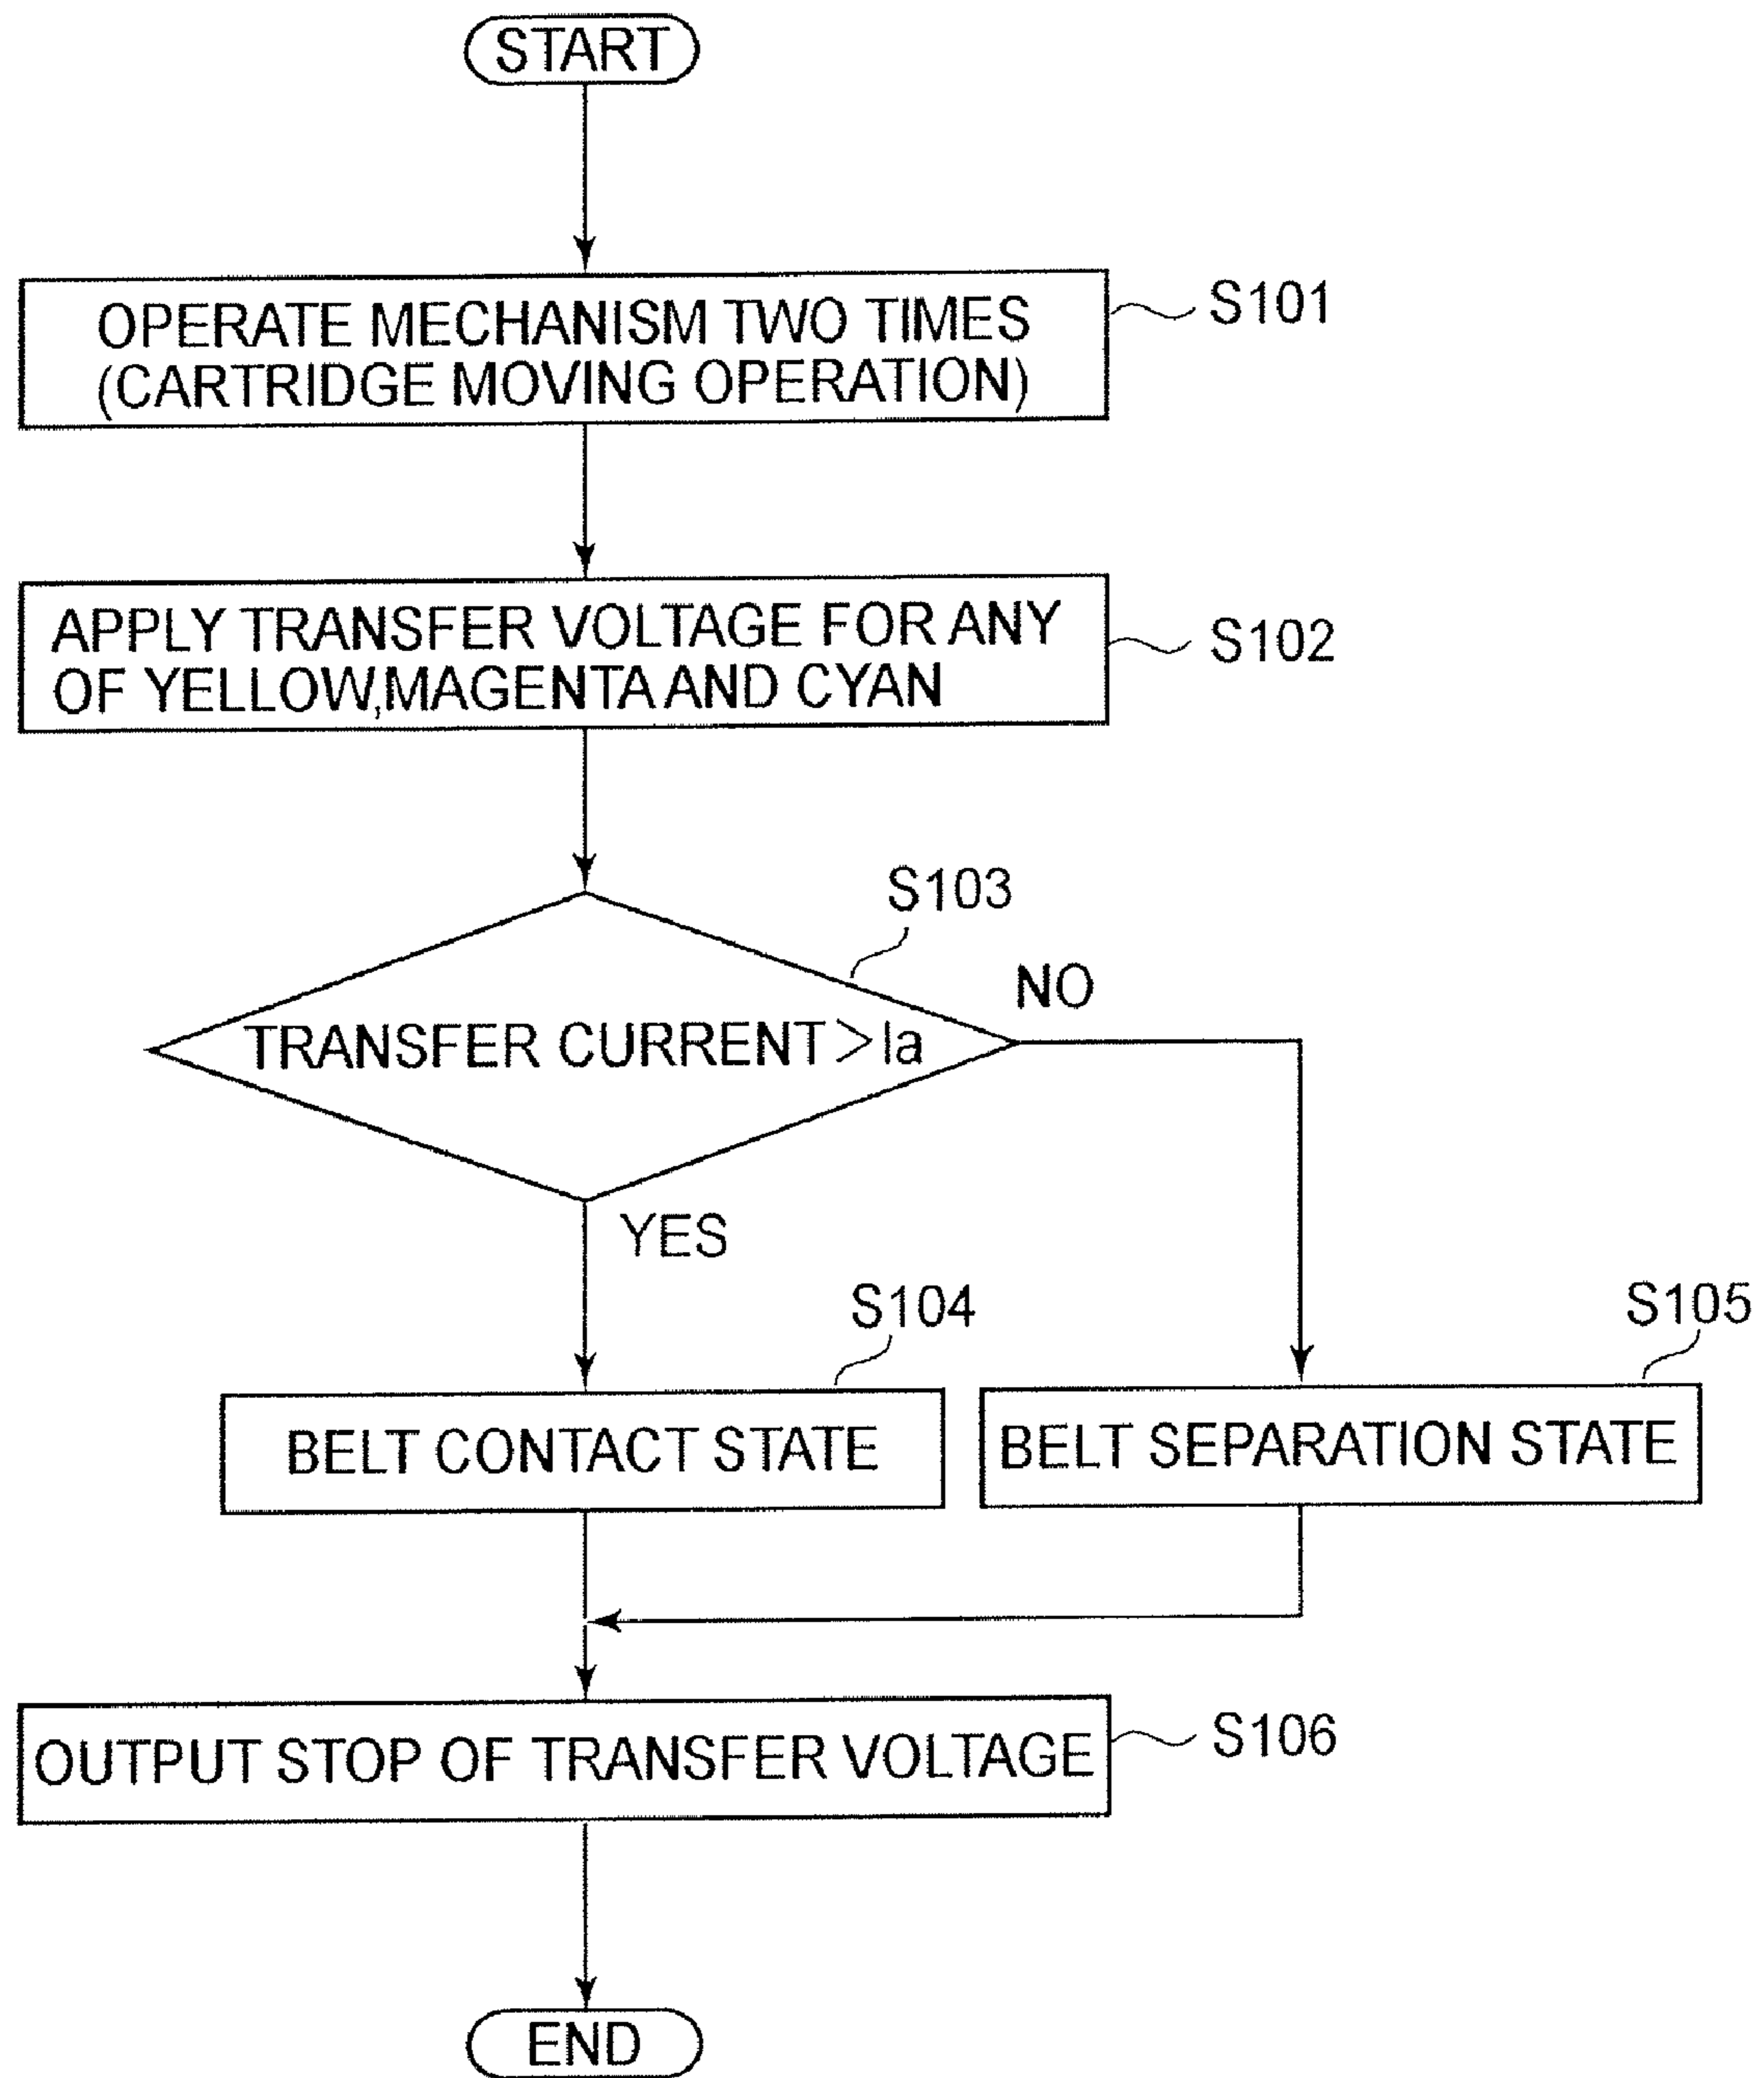 START
OPERATE MECHANISM TWO TIMES
(CARTRIDGE MOVING OPERATION)
S101
APPLY TRANSFER VOLTAGE FOR ANY
OF YELLOW,MAGENTA AND CYAN
S102
S103
TRANSFER CURRENT>Ia
NO
YES
S104
S105
BELT CONTACT STATE
BELT SEPARATION STATE
OUTPUT STOP OF TRANSFER VOLTAGE
S106
END